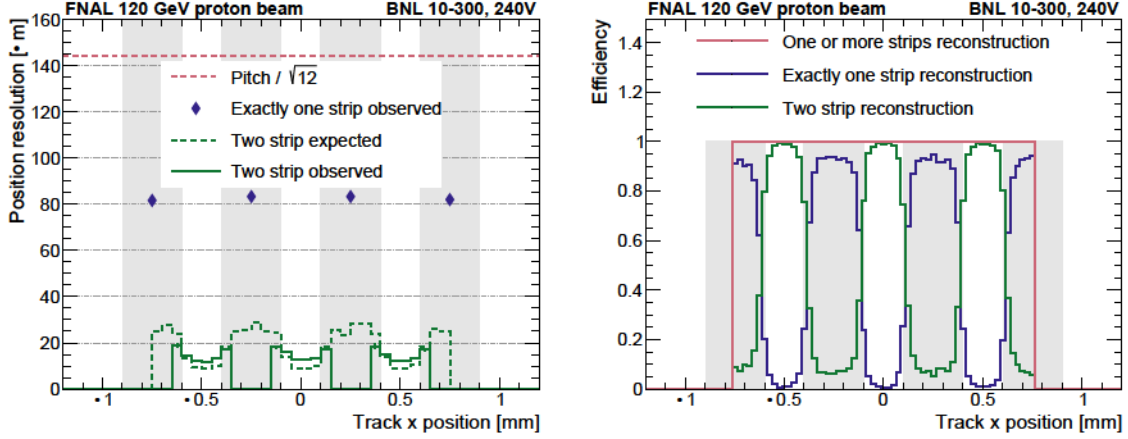 FNAL 120 GeV proton beam BNL 10-300, 240V
Position resolution [• m]
160
140
120
100
80
60
40
20
0
Pitch / √12
Exactly one strip observed
Two strip expected
Two strip observed
•1 •0.5 0 0.5 1
Track x position [mm]
FNAL 120 GeV proton beam BNL 10-300, 240V
Efficiency
1.4
1.2
1
0.8
0.6
0.4
0.2
0
One or more strips reconstruction
Exactly one strip reconstruction
Two strip reconstruction
•1 •0.5 0 0.5 1
Track x position [mm]